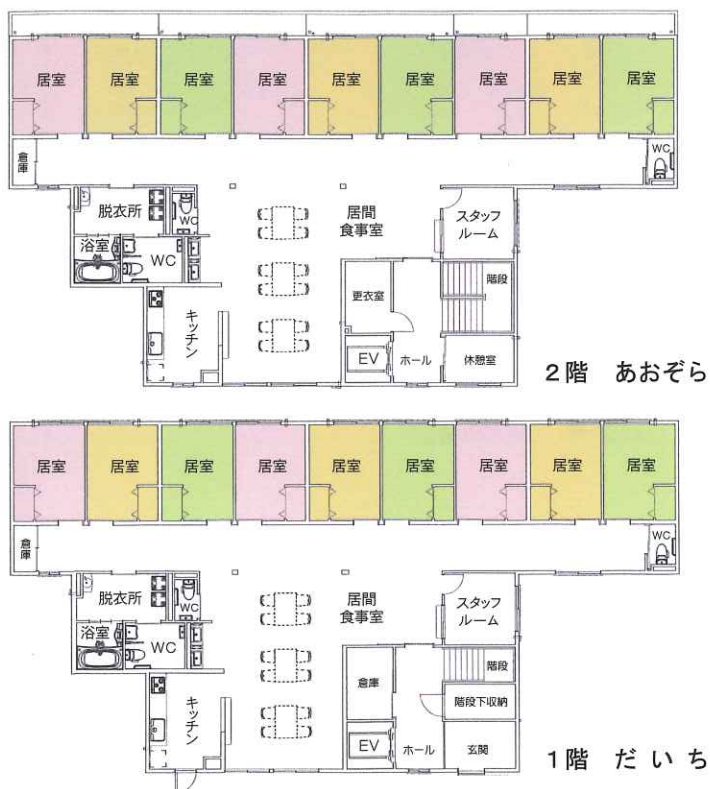 居室 居室 居室 居室 居室 居室 居室 居室 居室
倉庫
WC
脱衣所
WC
居間
食事室
スタッフ
ルーム
浴室
WC
更衣室
階段
キッチン
EV
ホール
休憩室
2階 あおぞら
居室 居室 居室 居室 居室 居室 居室 居室 居室
倉庫
WC
脱衣所
WC
居間
食事室
スタッフ
ルーム
浴室
WC
倉庫
階段
キッチン
階段下収納
EV
ホール
玄関
1階 だいち